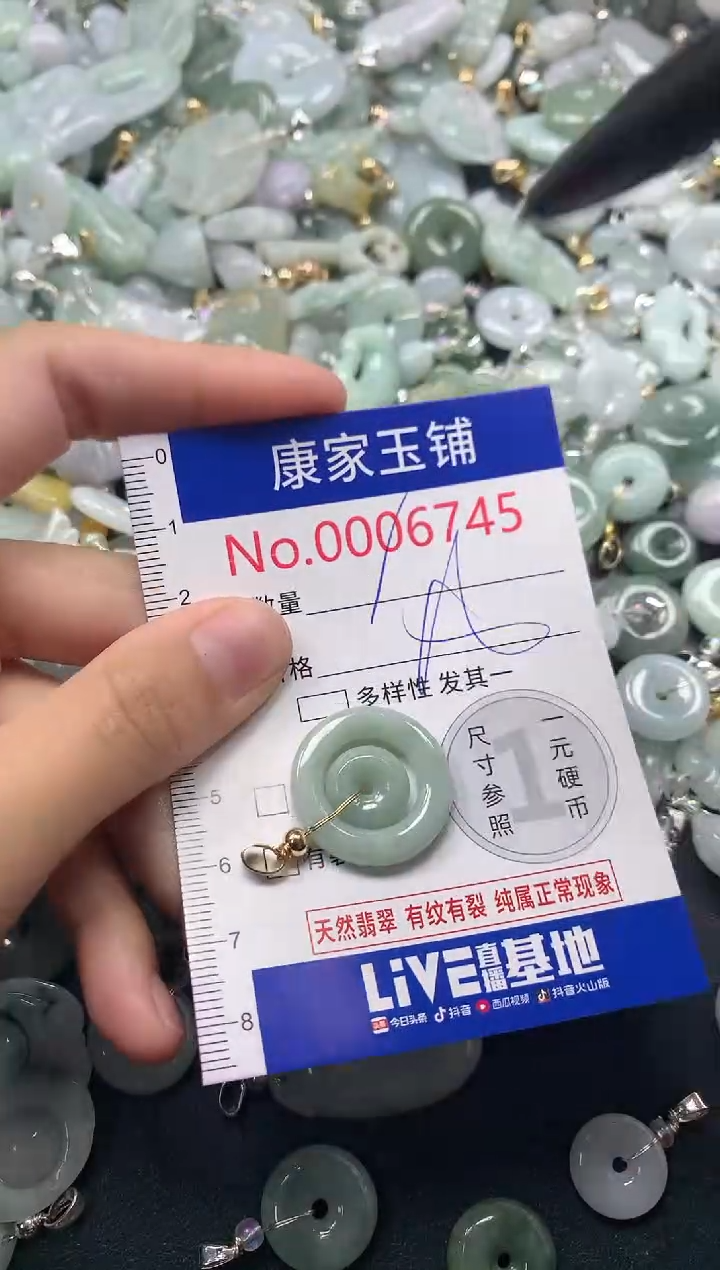 0
康家玉铺
1
No.0006745
2
数量
格
多样性 发其一
尺寸参照
1
一元硬币
5
6
有裂
天然翡翠 有纹有裂 纯属正常现象
7
LiVE直播基地
今日头条 抖音 西瓜视频 抖音火山版
8